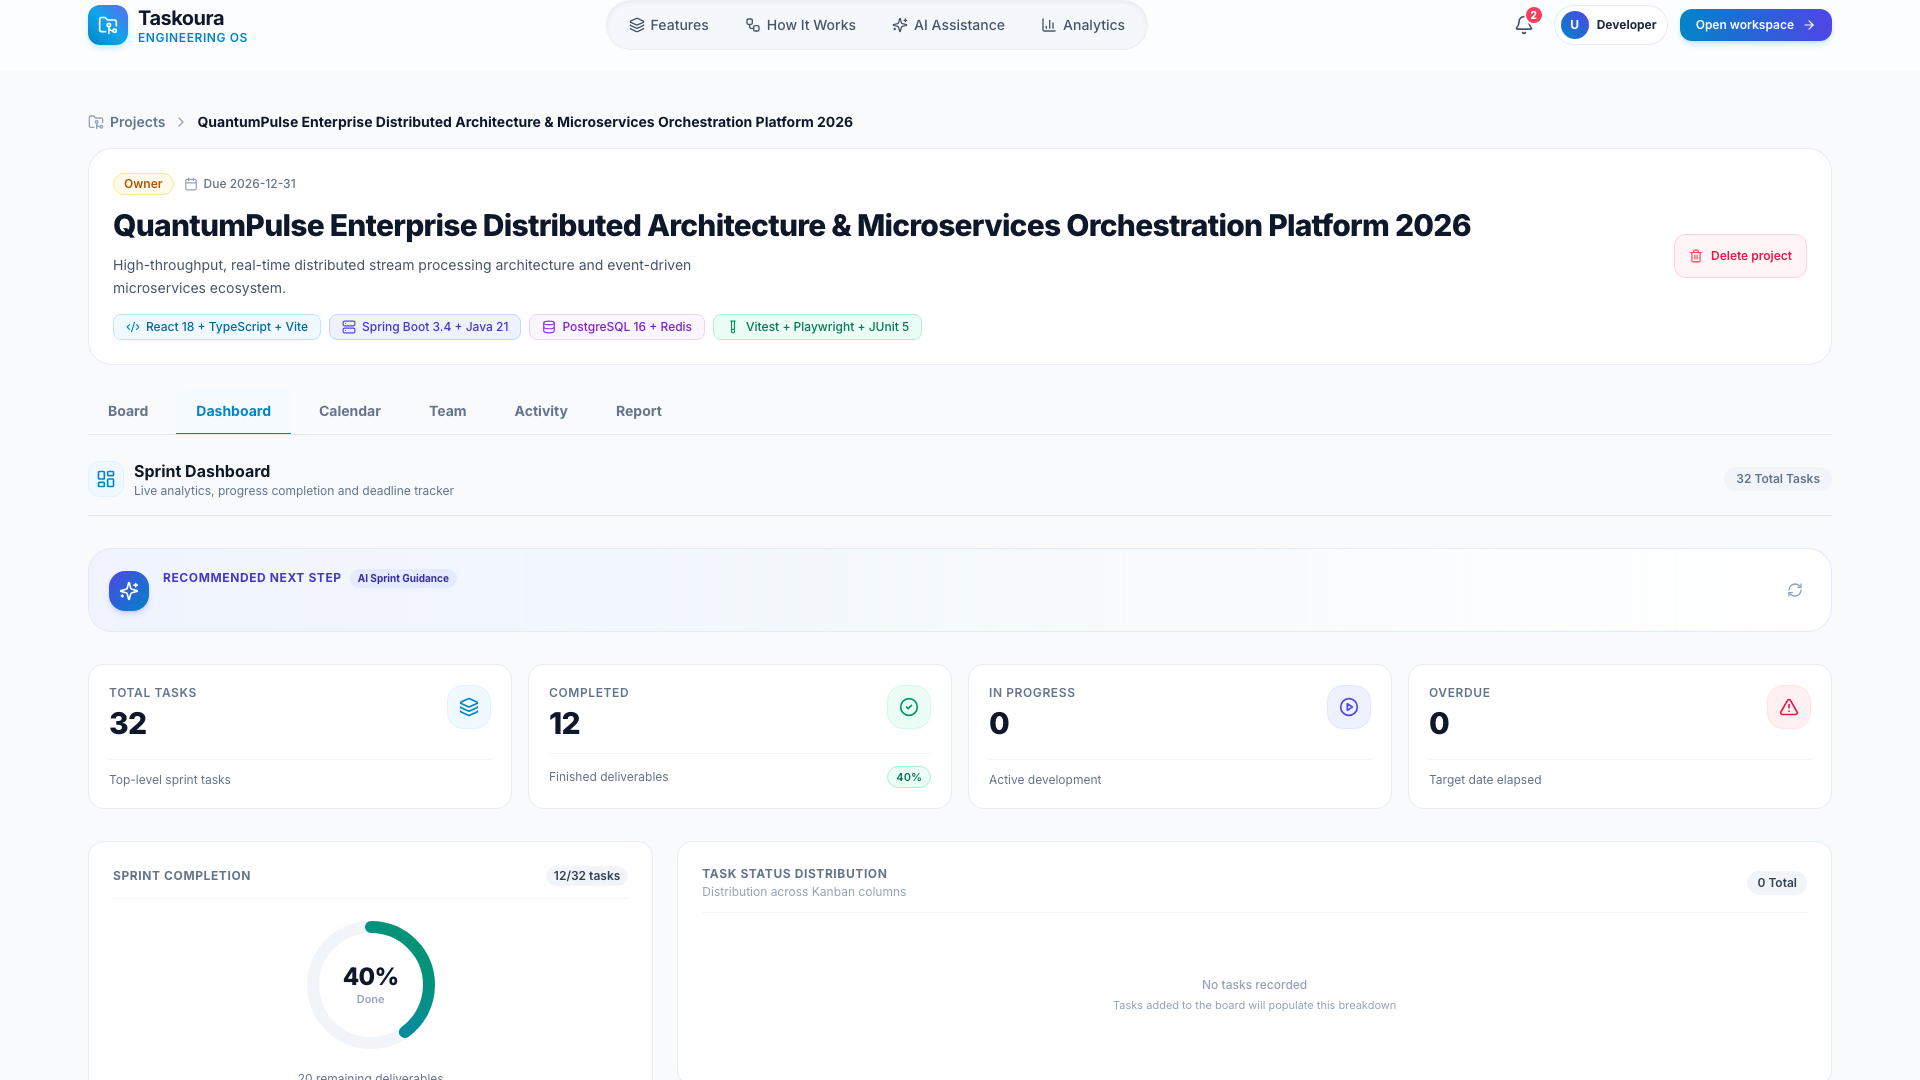 Taskoura
ENGINEERING OS
Features
How It Works
AI Assistance
Analytics
2
U
Developer
Open workspace
Projects
QuantumPulse Enterprise Distributed Architecture & Microservices Orchestration Platform 2026
Owner
Due 2026-12-31
QuantumPulse Enterprise Distributed Architecture & Microservices Orchestration Platform 2026
High-throughput, real-time distributed stream processing architecture and event-driven
microservices ecosystem.
Delete project
React 18 + TypeScript + Vite
Spring Boot 3.4 + Java 21
PostgreSQL 16 + Redis
Vitest + Playwright + JUnit 5
Board
Dashboard
Calendar
Team
Activity
Report
Sprint Dashboard
Live analytics, progress completion and deadline tracker
32 Total Tasks
RECOMMENDED NEXT STEP
AI Sprint Guidance
TOTAL TASKS
32
Top-level sprint tasks
COMPLETED
12
Finished deliverables
40%
IN PROGRESS
0
Active development
OVERDUE
0
Target date elapsed
SPRINT COMPLETION
12/32 tasks
40%
Done
20 remaining deliverables
TASK STATUS DISTRIBUTION
Distribution across Kanban columns
0 Total
No tasks recorded
Tasks added to the board will populate this breakdown